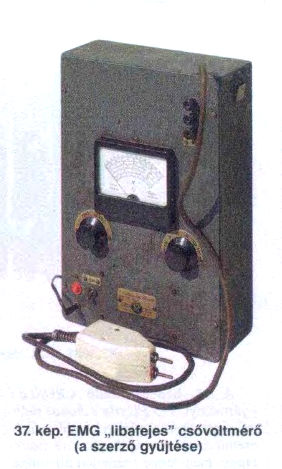 37. kép. EMG „libafejes” csővoltmérő
(a szerző gyűjtése)